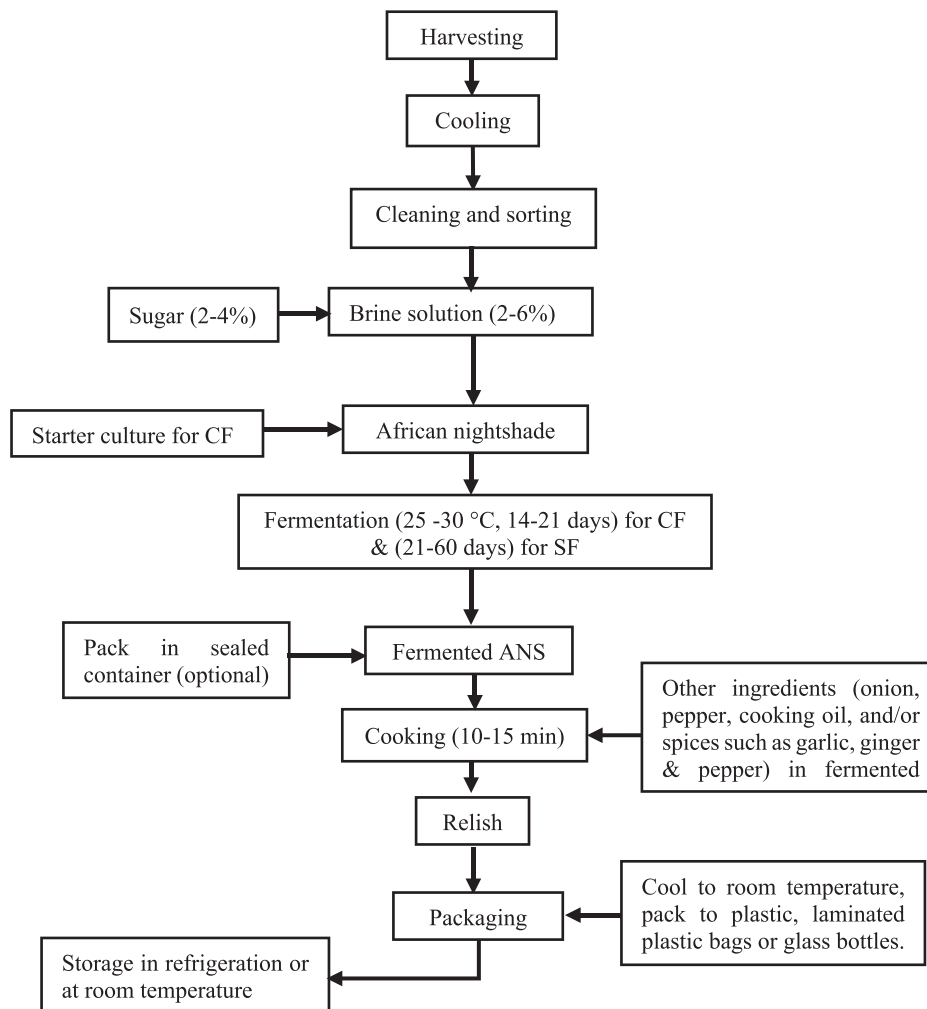 Harvesting
Cooling
Cleaning and sorting
Sugar (2-4%)
Brine solution (2-6%)
Starter culture for CF
African nightshade
Fermentation (25 -30 °C, 14-21 days) for CF
& (21-60 days) for SF
Pack in sealed
container (optional)
Fermented ANS
Other ingredients (onion,
pepper, cooking oil, and/or
spices such as garlic, ginger
& pepper) in fermented
Cooking (10-15 min)
Relish
Cool to room temperature,
pack to plastic, laminated
plastic bags or glass bottles.
Packaging
Storage in refrigeration or
at room temperature